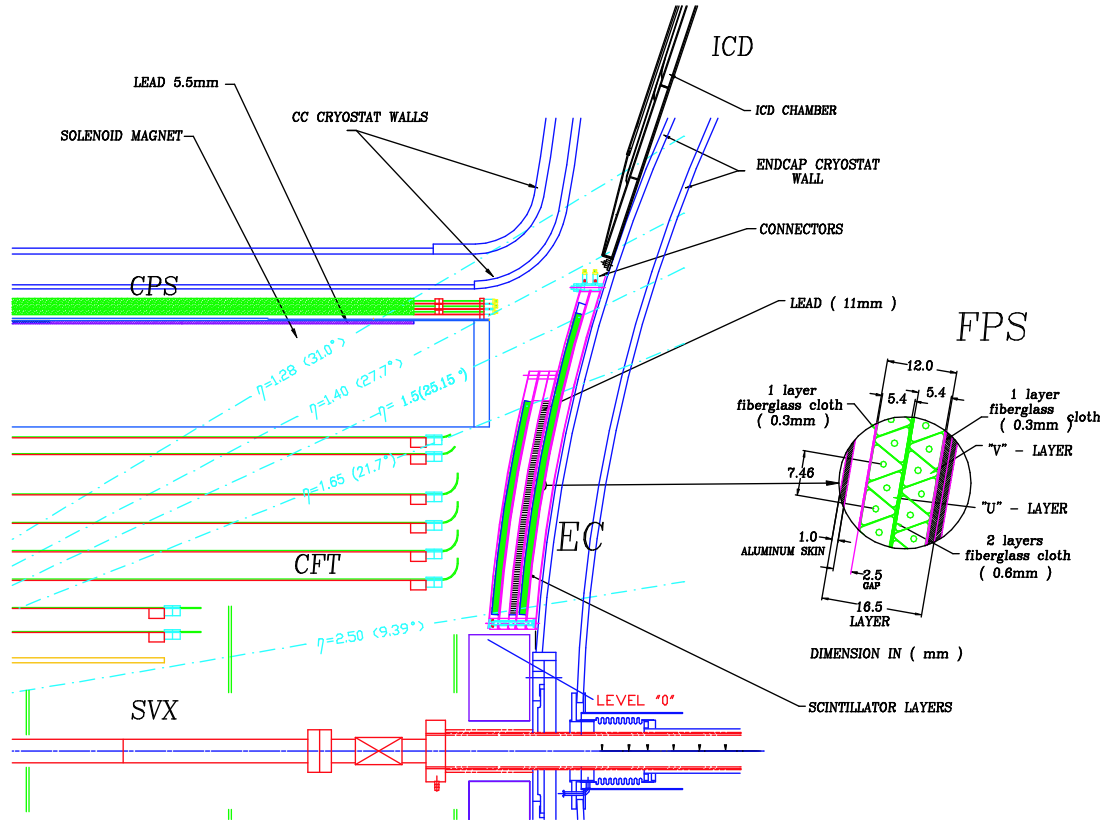 ICD
LEAD 5.5mm
ICD CHAMBER
CC CRYOSTAT WALLS
SOLENOID MAGNET
ENDCAP CRYOSTAT
WALL
CONNECTORS
CPS
LEAD ( 11mm )
FPS
η=1.28 (31.0°)
η=1.40 (27.7°)
η= 1.5(25.15 °)
η=1.65 (21.7°)
12.0
5.4
5.4
1 layer
fiberglass cloth
( 0.3mm )
1 layer
fiberglass cloth
( 0.3mm )
"V" - LAYER
7.46
"U" - LAYER
1.0
ALUMINUM SKIN
2 layers
fiberglass cloth
( 0.6mm )
2.5
GAP
16.5
LAYER
EC
CFT
η=2.50 (9.39°)
DIMENSION IN ( mm )
LEVEL "0"
SVX
SCINTILLATOR LAYERS